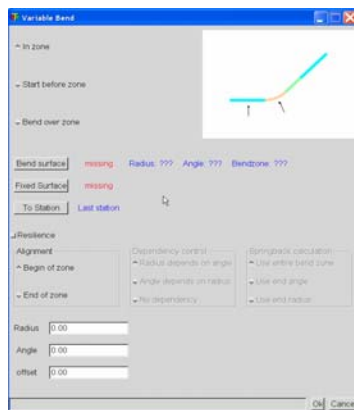 Variable Bend
In zone
Start before zone
Bend over zone
Bend surface missing Radius: ??? Angle: ??? Bendzone: ???
Fixed Surface missing
To Station Last station
Resilience
Alignment Dependency control Springback calculation
Begin of zone Radius depends on angle Use entire bend zone
Angle depends on radius Use end angle
End of zone No dependency Use end radius
Radius 0.00
Angle 0.00
offset 0.00
Ok Cancel